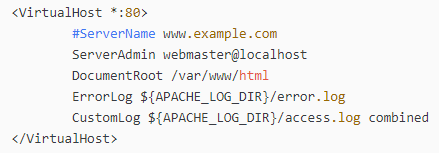 <VirtualHost *:80>
#ServerName www.example.com
ServerAdmin webmaster@localhost
DocumentRoot /var/www/html
ErrorLog ${APACHE_LOG_DIR}/error.log
CustomLog ${APACHE_LOG_DIR}/access.log combined
</VirtualHost>